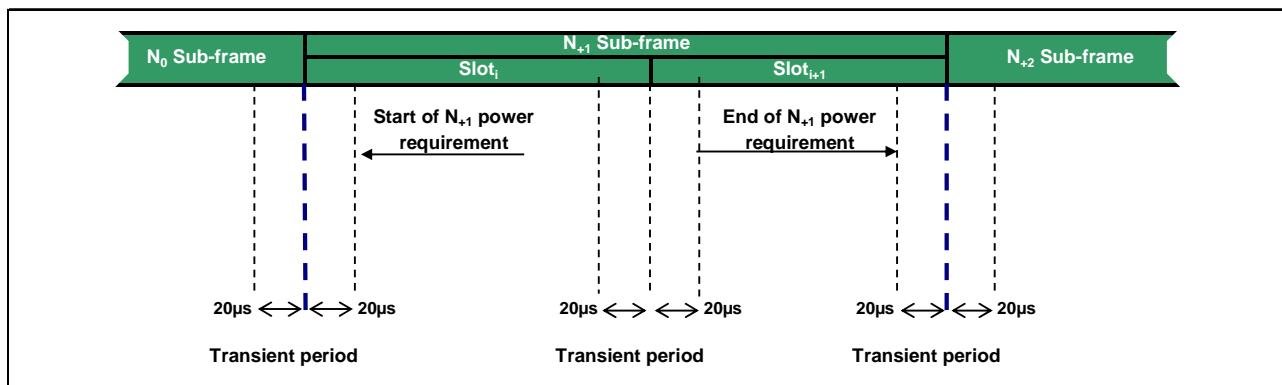 N₀ Sub-frame
N₊₁ Sub-frame
N₊₂ Sub-frame
Slotᵢ
Slotᵢ₊₁
Start of N₊₁ power
requirement
End of N₊₁ power
requirement
20µs
20µs
20µs
20µs
20µs
20µs
Transient period
Transient period
Transient period